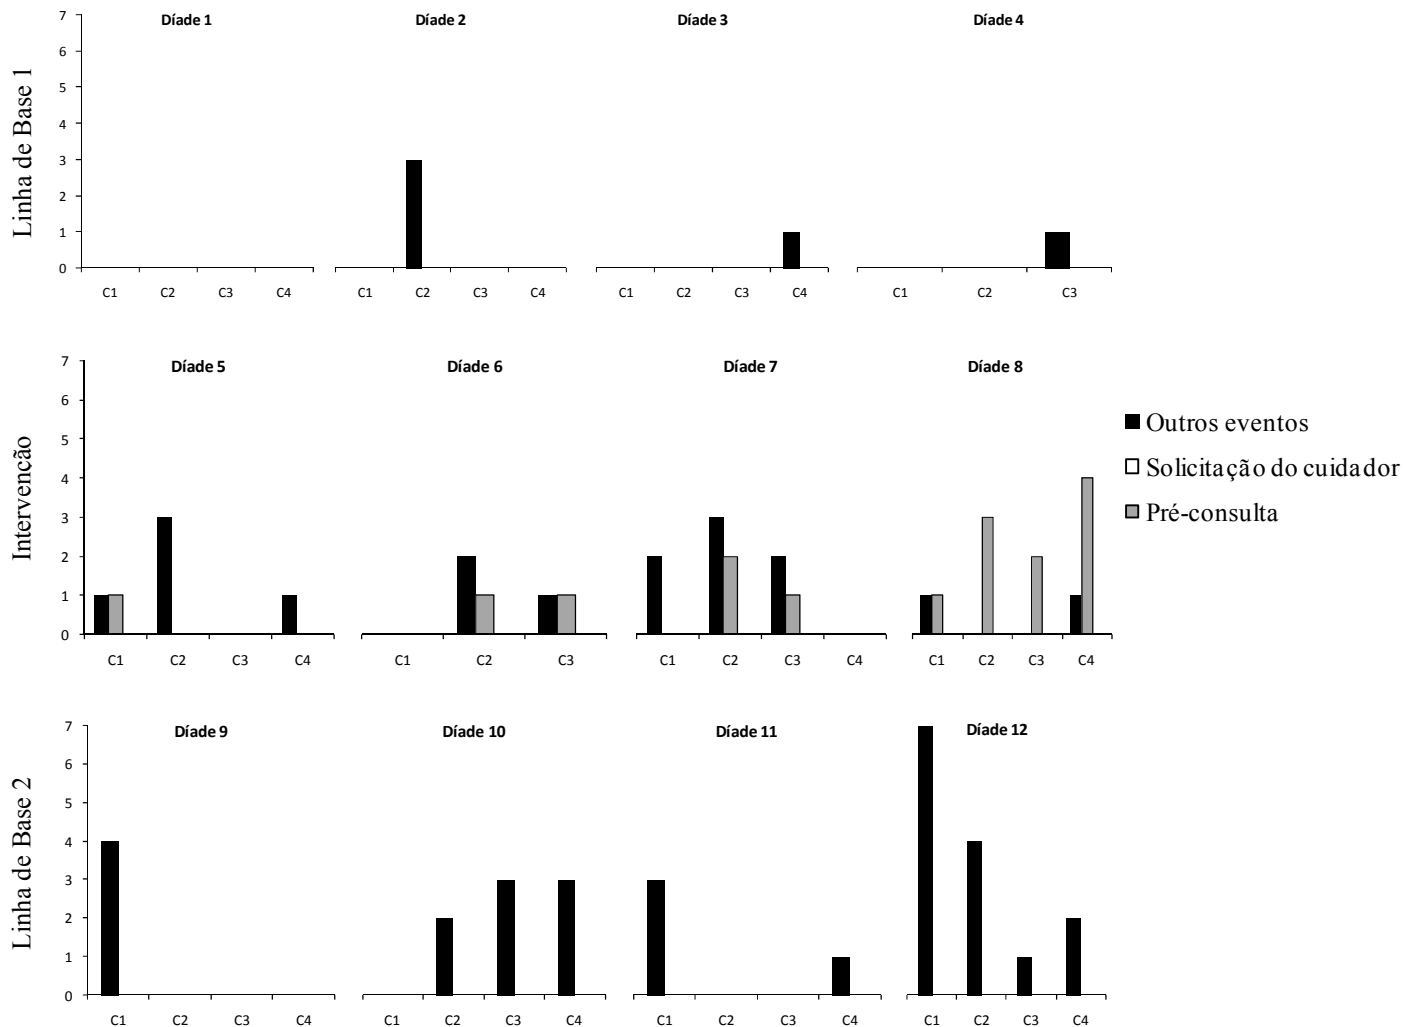 Díade 1 Díade 2 Díade 3 Díade 4
Linha de Base 1
7
6
5
4
3
2
1
0
C1 C2 C3 C4 C1 C2 C3 C4 C1 C2 C3 C4 C1 C2 C3
Díade 5 Díade 6 Díade 7 Díade 8
Intervenção
7
6
5
4
3
2
1
0
C1 C2 C3 C4 C1 C2 C3 C1 C2 C3 C4 C1 C2 C3 C4
Outros eventos
Solicitação do cuidador
Pré-consulta
Díade 9 Díade 10 Díade 11 Díade 12
Linha de Base 2
7
6
5
4
3
2
1
0
C1 C2 C3 C4 C1 C2 C3 C4 C1 C2 C3 C4 C1 C2 C3 C4